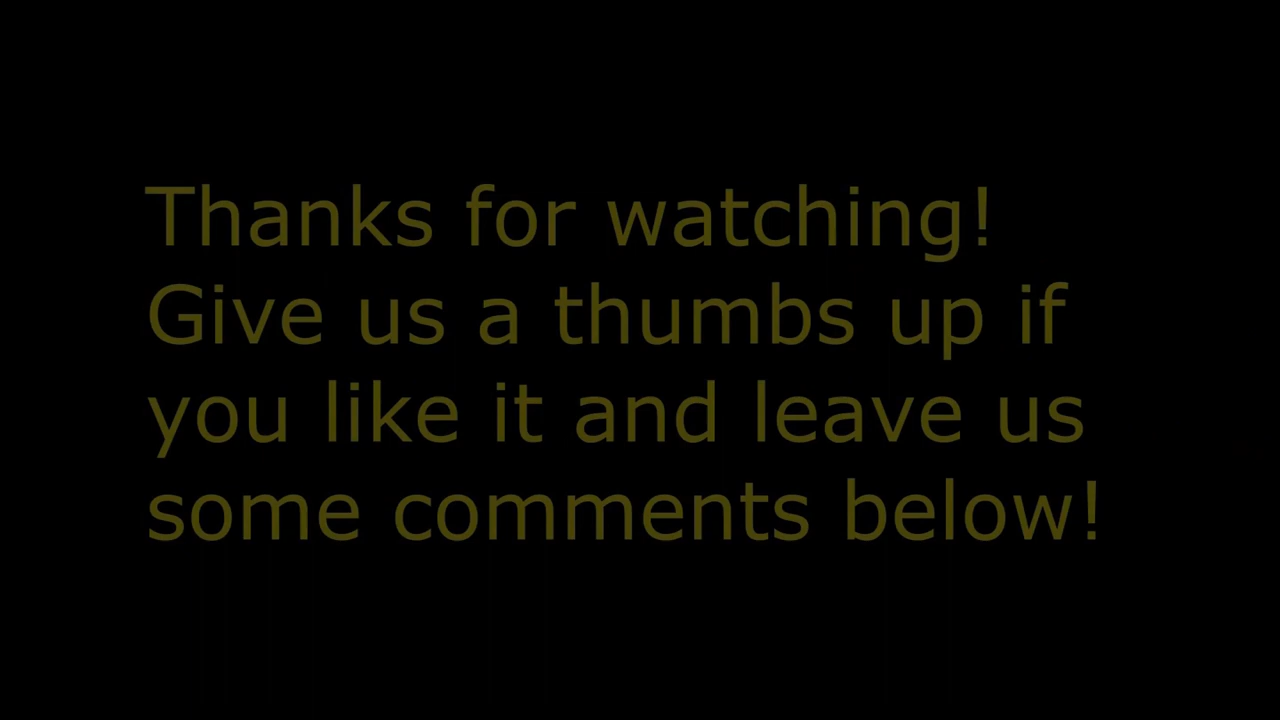 Thanks for watching!
Give us a thumbs up if
you like it and leave us
some comments below!